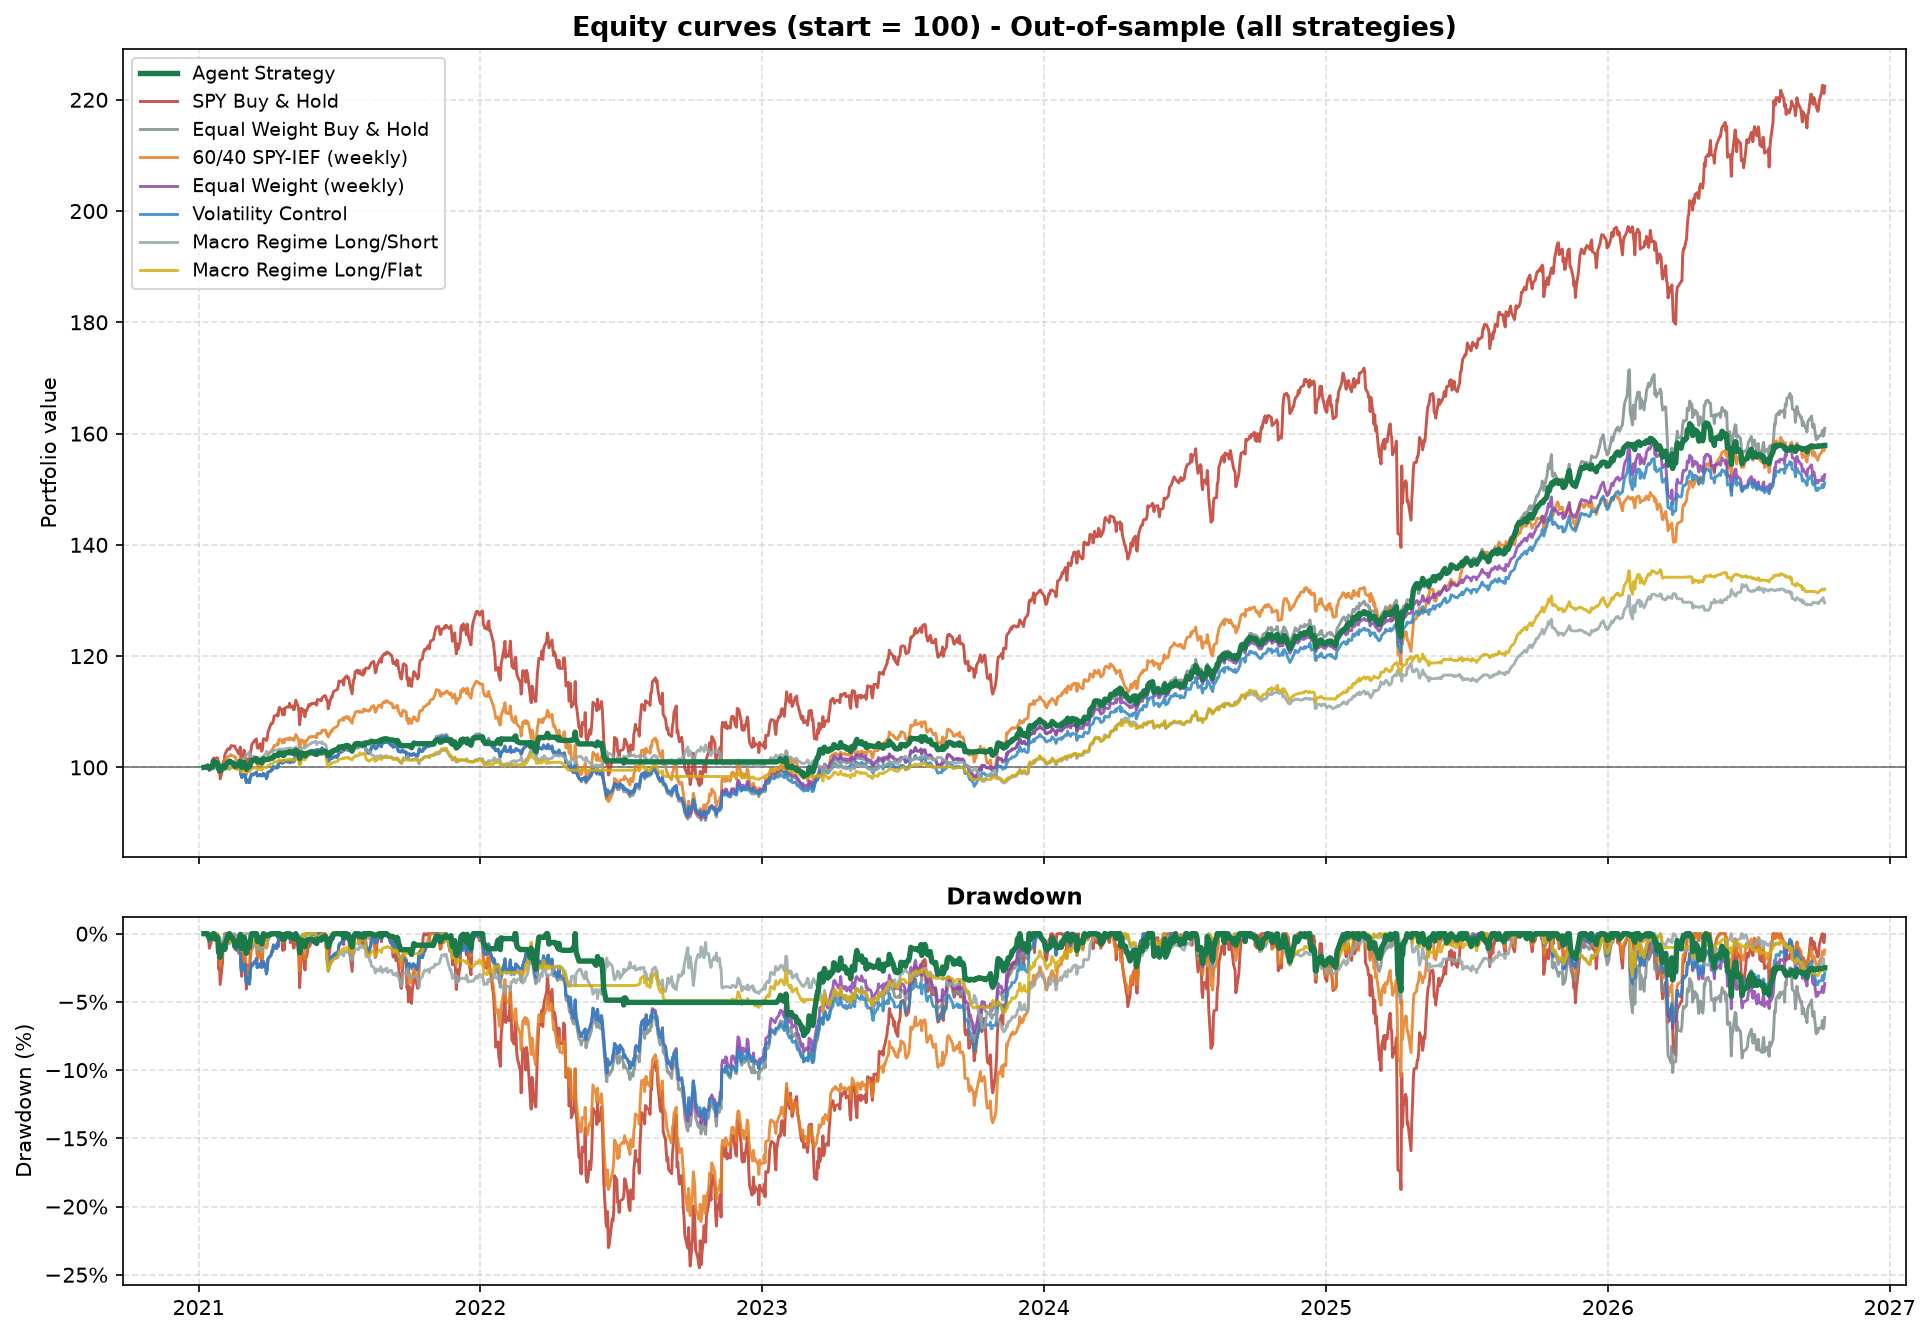 Equity curves (start = 100) - Out-of-sample (all strategies)
Agent Strategy
SPY Buy & Hold
Equal Weight Buy & Hold
60/40 SPY-IEF (weekly)
Equal Weight (weekly)
Volatility Control
Macro Regime Long/Short
Macro Regime Long/Flat
Portfolio value
220
200
180
160
140
120
100
Drawdown
Drawdown (%)
0%
−5%
−10%
−15%
−20%
−25%
2021 2022 2023 2024 2025 2026 2027